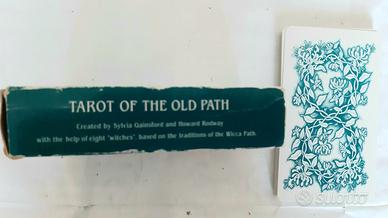 TAROT OF THE OLD PATH
Created by Sylvia Gainsford and Howard Rodway
with the help of eight 'witches', based on the traditions of the Wicca Path.
subito